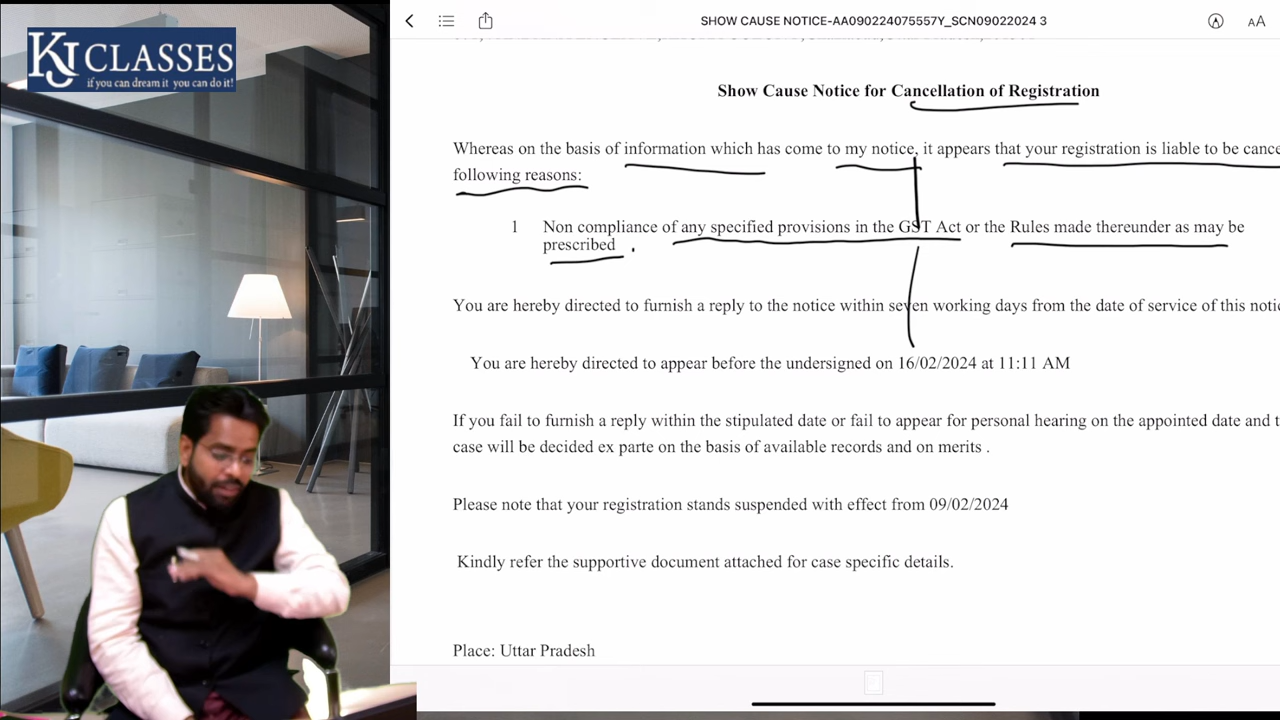 KJ CLASSES
if you can dream it you can do it!
SHOW CAUSE NOTICE-AA090224075557Y_SCN09022024 3
AA
Show Cause Notice for Cancellation of Registration
Whereas on the basis of information which has come to my notice, it appears that your registration is liable to be cance
following reasons:
1 Non compliance of any specified provisions in the GST Act or the Rules made thereunder as may be
prescribed
You are hereby directed to furnish a reply to the notice within seven working days from the date of service of this notic
You are hereby directed to appear before the undersigned on 16/02/2024 at 11:11 AM
If you fail to furnish a reply within the stipulated date or fail to appear for personal hearing on the appointed date and t
case will be decided ex parte on the basis of available records and on merits .
Please note that your registration stands suspended with effect from 09/02/2024
Kindly refer the supportive document attached for case specific details.
Place: Uttar Pradesh